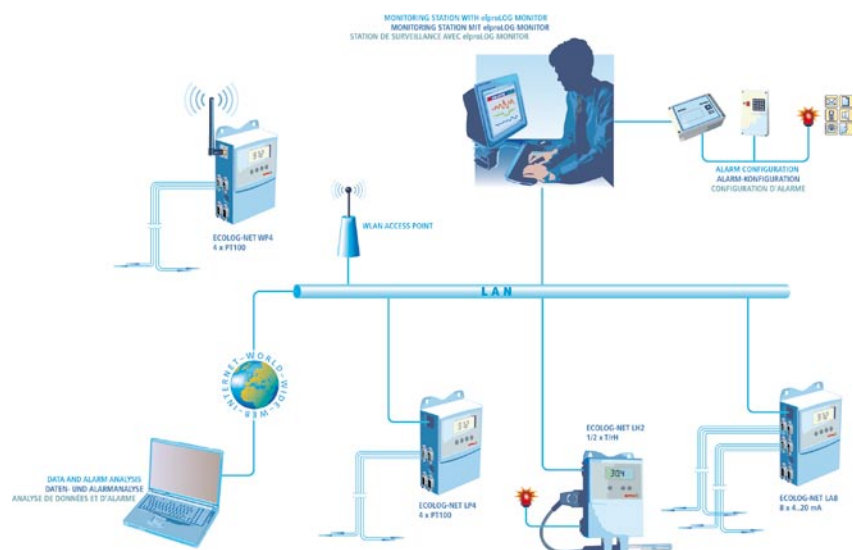 MONITORING STATION WITH elproLOG MONITOR
MONITORING STATION MIT elproLOG MONITOR
STATION DE SURVEILLANCE AVEC elproLOG MONITOR
ALARM CONFIGURATION
ALARM-KONFIGURATION
CONFIGURATION D'ALARME
ECOLOG-NET WP4
4 x PT100
WLAN ACCESS POINT
LAN
INTERNET-WORLD-WIDE-WEB-
ECOLOG-NET LH2
1/2 x T/rH
DATA AND ALARM ANALYSIS
DATEN- UND ALARMANALYSE
ANALYSE DE DONNÉES ET D'ALARME
ECOLOG-NET LP4
4 x PT100
ECOLOG-NET LA8
8 x 4..20 mA